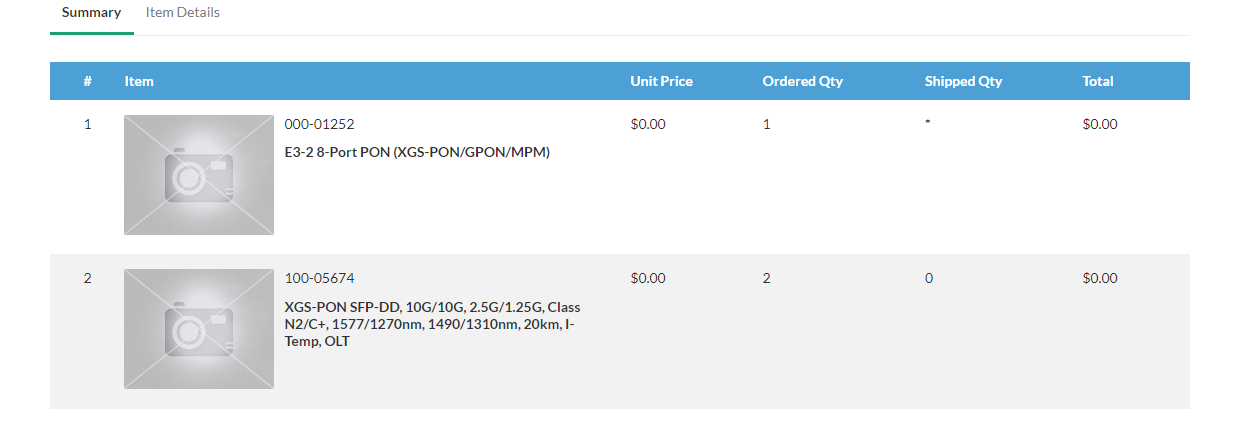 Summary Item Details
# Item Unit Price Ordered Qty Shipped Qty Total
1 000-01252 $0.00 1 * $0.00
E3-2 8-Port PON (XGS-PON/GPON/MPM)
2 100-05674 $0.00 2 0 $0.00
XGS-PON SFP-DD, 10G/10G, 2.5G/1.25G, Class
N2/C+, 1577/1270nm, 1490/1310nm, 20km, I-
Temp, OLT